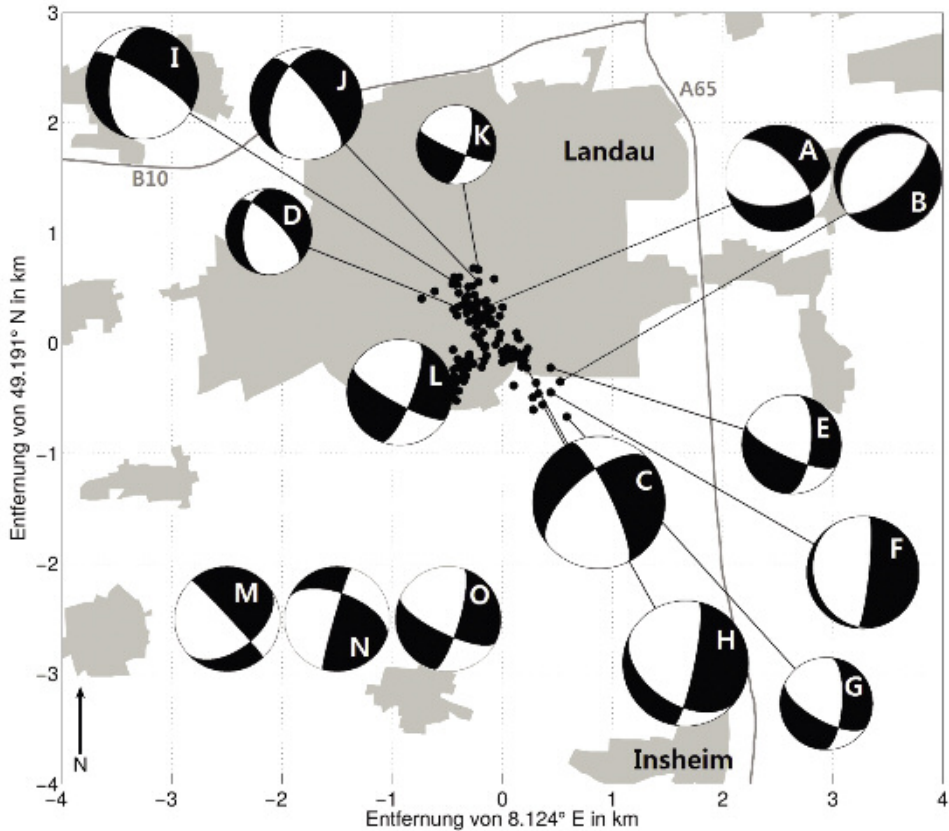 3
2
1
0
−1
−2
−3
−4
Entfernung von 49.191° N in km
I
J
K
A65
Landau
A
B
B10
D
L
E
C
F
M
N
O
H
G
N
Insheim
−4
−3
−2
−1
0
1
2
3
4
Entfernung von 8.124° E in km